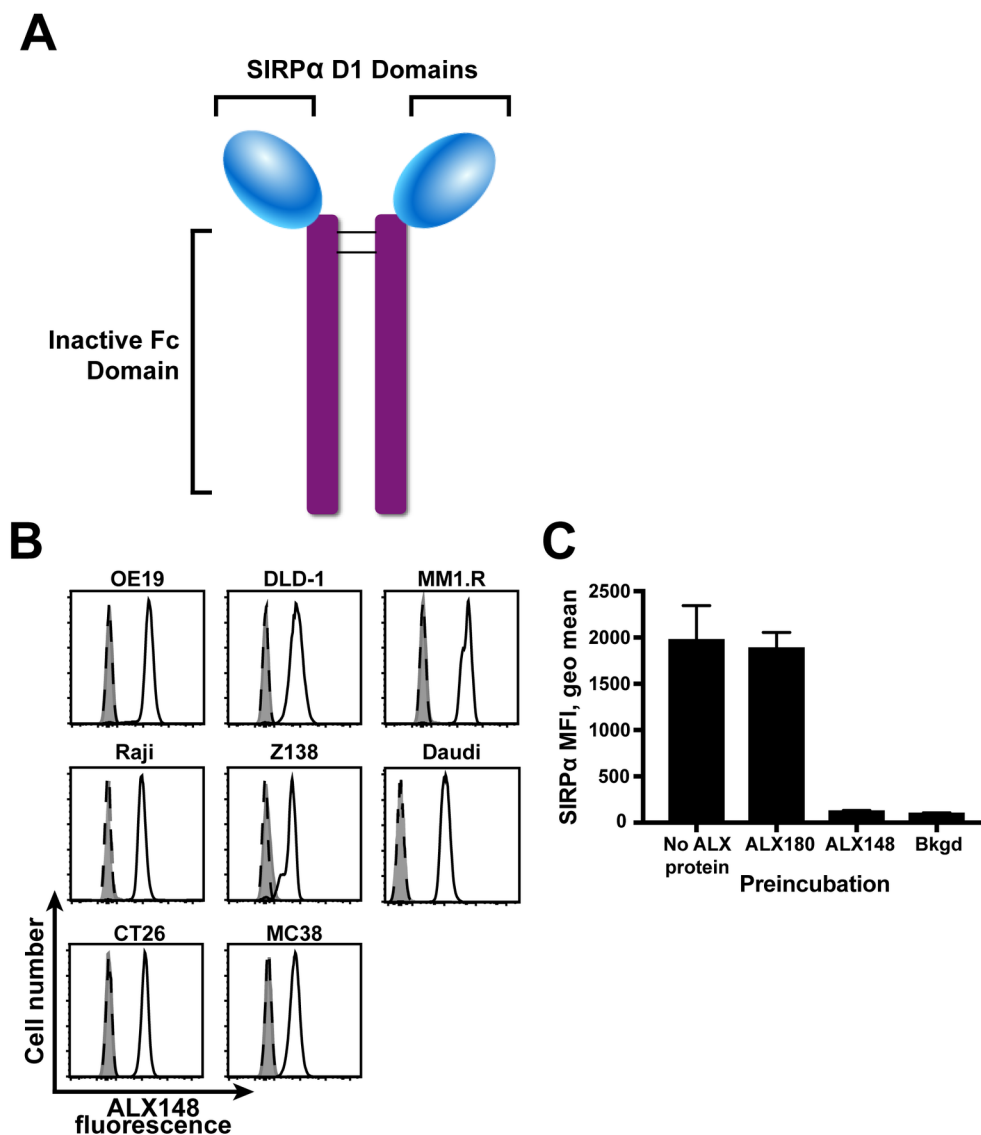 A
SIRPα D1 Domains
Inactive Fc
Domain
B
OE19
DLD-1
MM1.R
Raji
Z138
Daudi
CT26
MC38
Cell number
ALX148
fluorescence
C
SIRPα MFI, geo mean
2500
2000
1500
1000
500
0
No ALX
protein
ALX180
ALX148
Bkgd
Preincubation